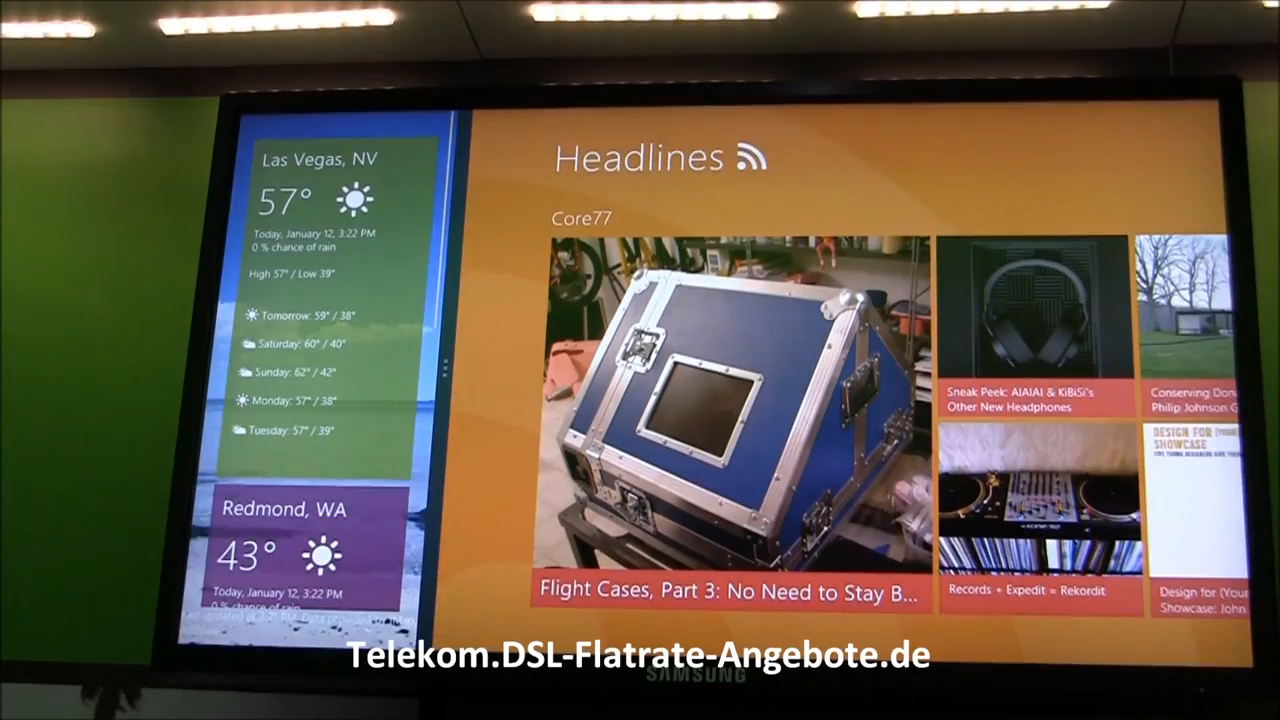 Las Vegas, NV
57°
Today, January 12, 3:22 PM
0 % chance of rain
High 57° / Low 39°
Tomorrow: 59° / 38°
Saturday: 60° / 40°
Sunday: 62° / 42°
Monday: 57° / 38°
Tuesday: 57° / 39°
Redmond, WA
43°
Today, January 12, 3:22 PM
0 % chance of rain
Headlines
Core77
Flight Cases, Part 3: No Need to Stay B...
Sneak Peek: AIAIAI & KiBiSi's
Other New Headphones
Conserving Don
Philip Johnson G
Records + Expedit = Rekordit
DESIGN FOR (YOUR)
SHOWCASE
Design for (Your
Showcase: John
Telekom.DSL-Flatrate-Angebote.de
SAMSUNG